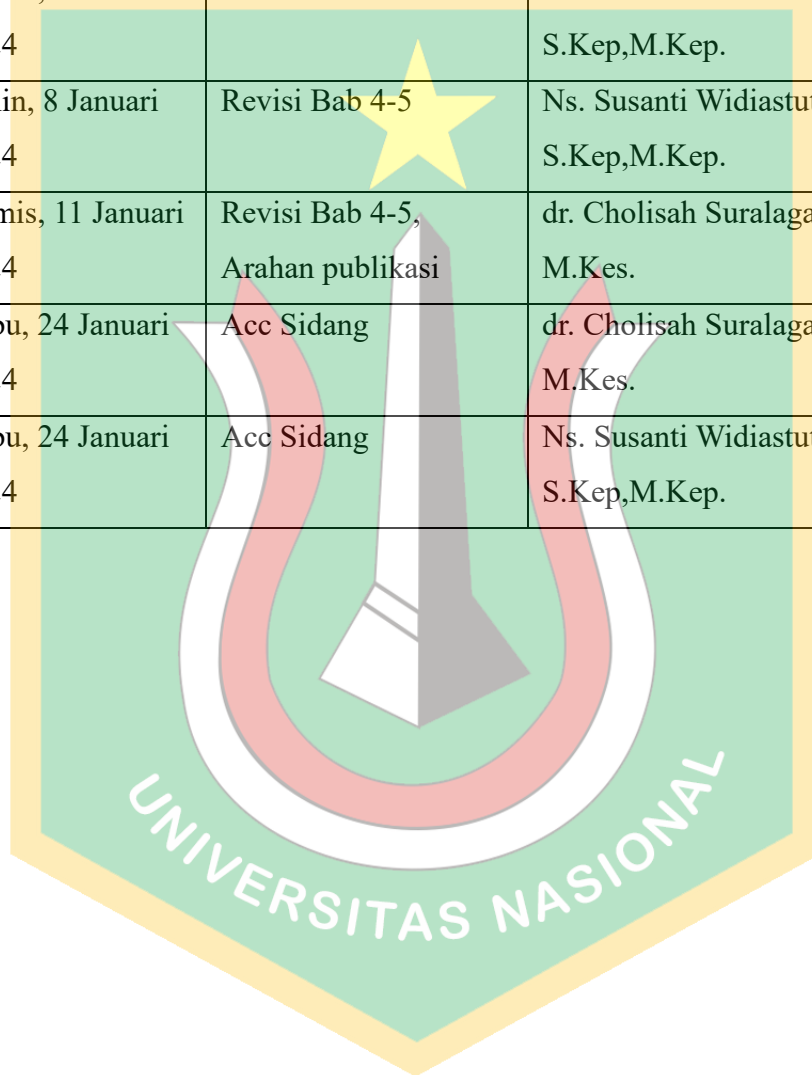 4 S.Kep,M.Kep.
in, 8 Januari Revisi Bab 4-5 Ns. Susanti Widiastut
4 S.Kep,M.Kep.
mis, 11 Januari Revisi Bab 4-5, dr. Cholisah Suralaga
4 Arahan publikasi M.Kes.
bu, 24 Januari Acc Sidang dr. Cholisah Suralaga
4 M.Kes.
bu, 24 Januari Acc Sidang Ns. Susanti Widiastut
4 S.Kep,M.Kep.
UNIVERSITAS NASIONAL